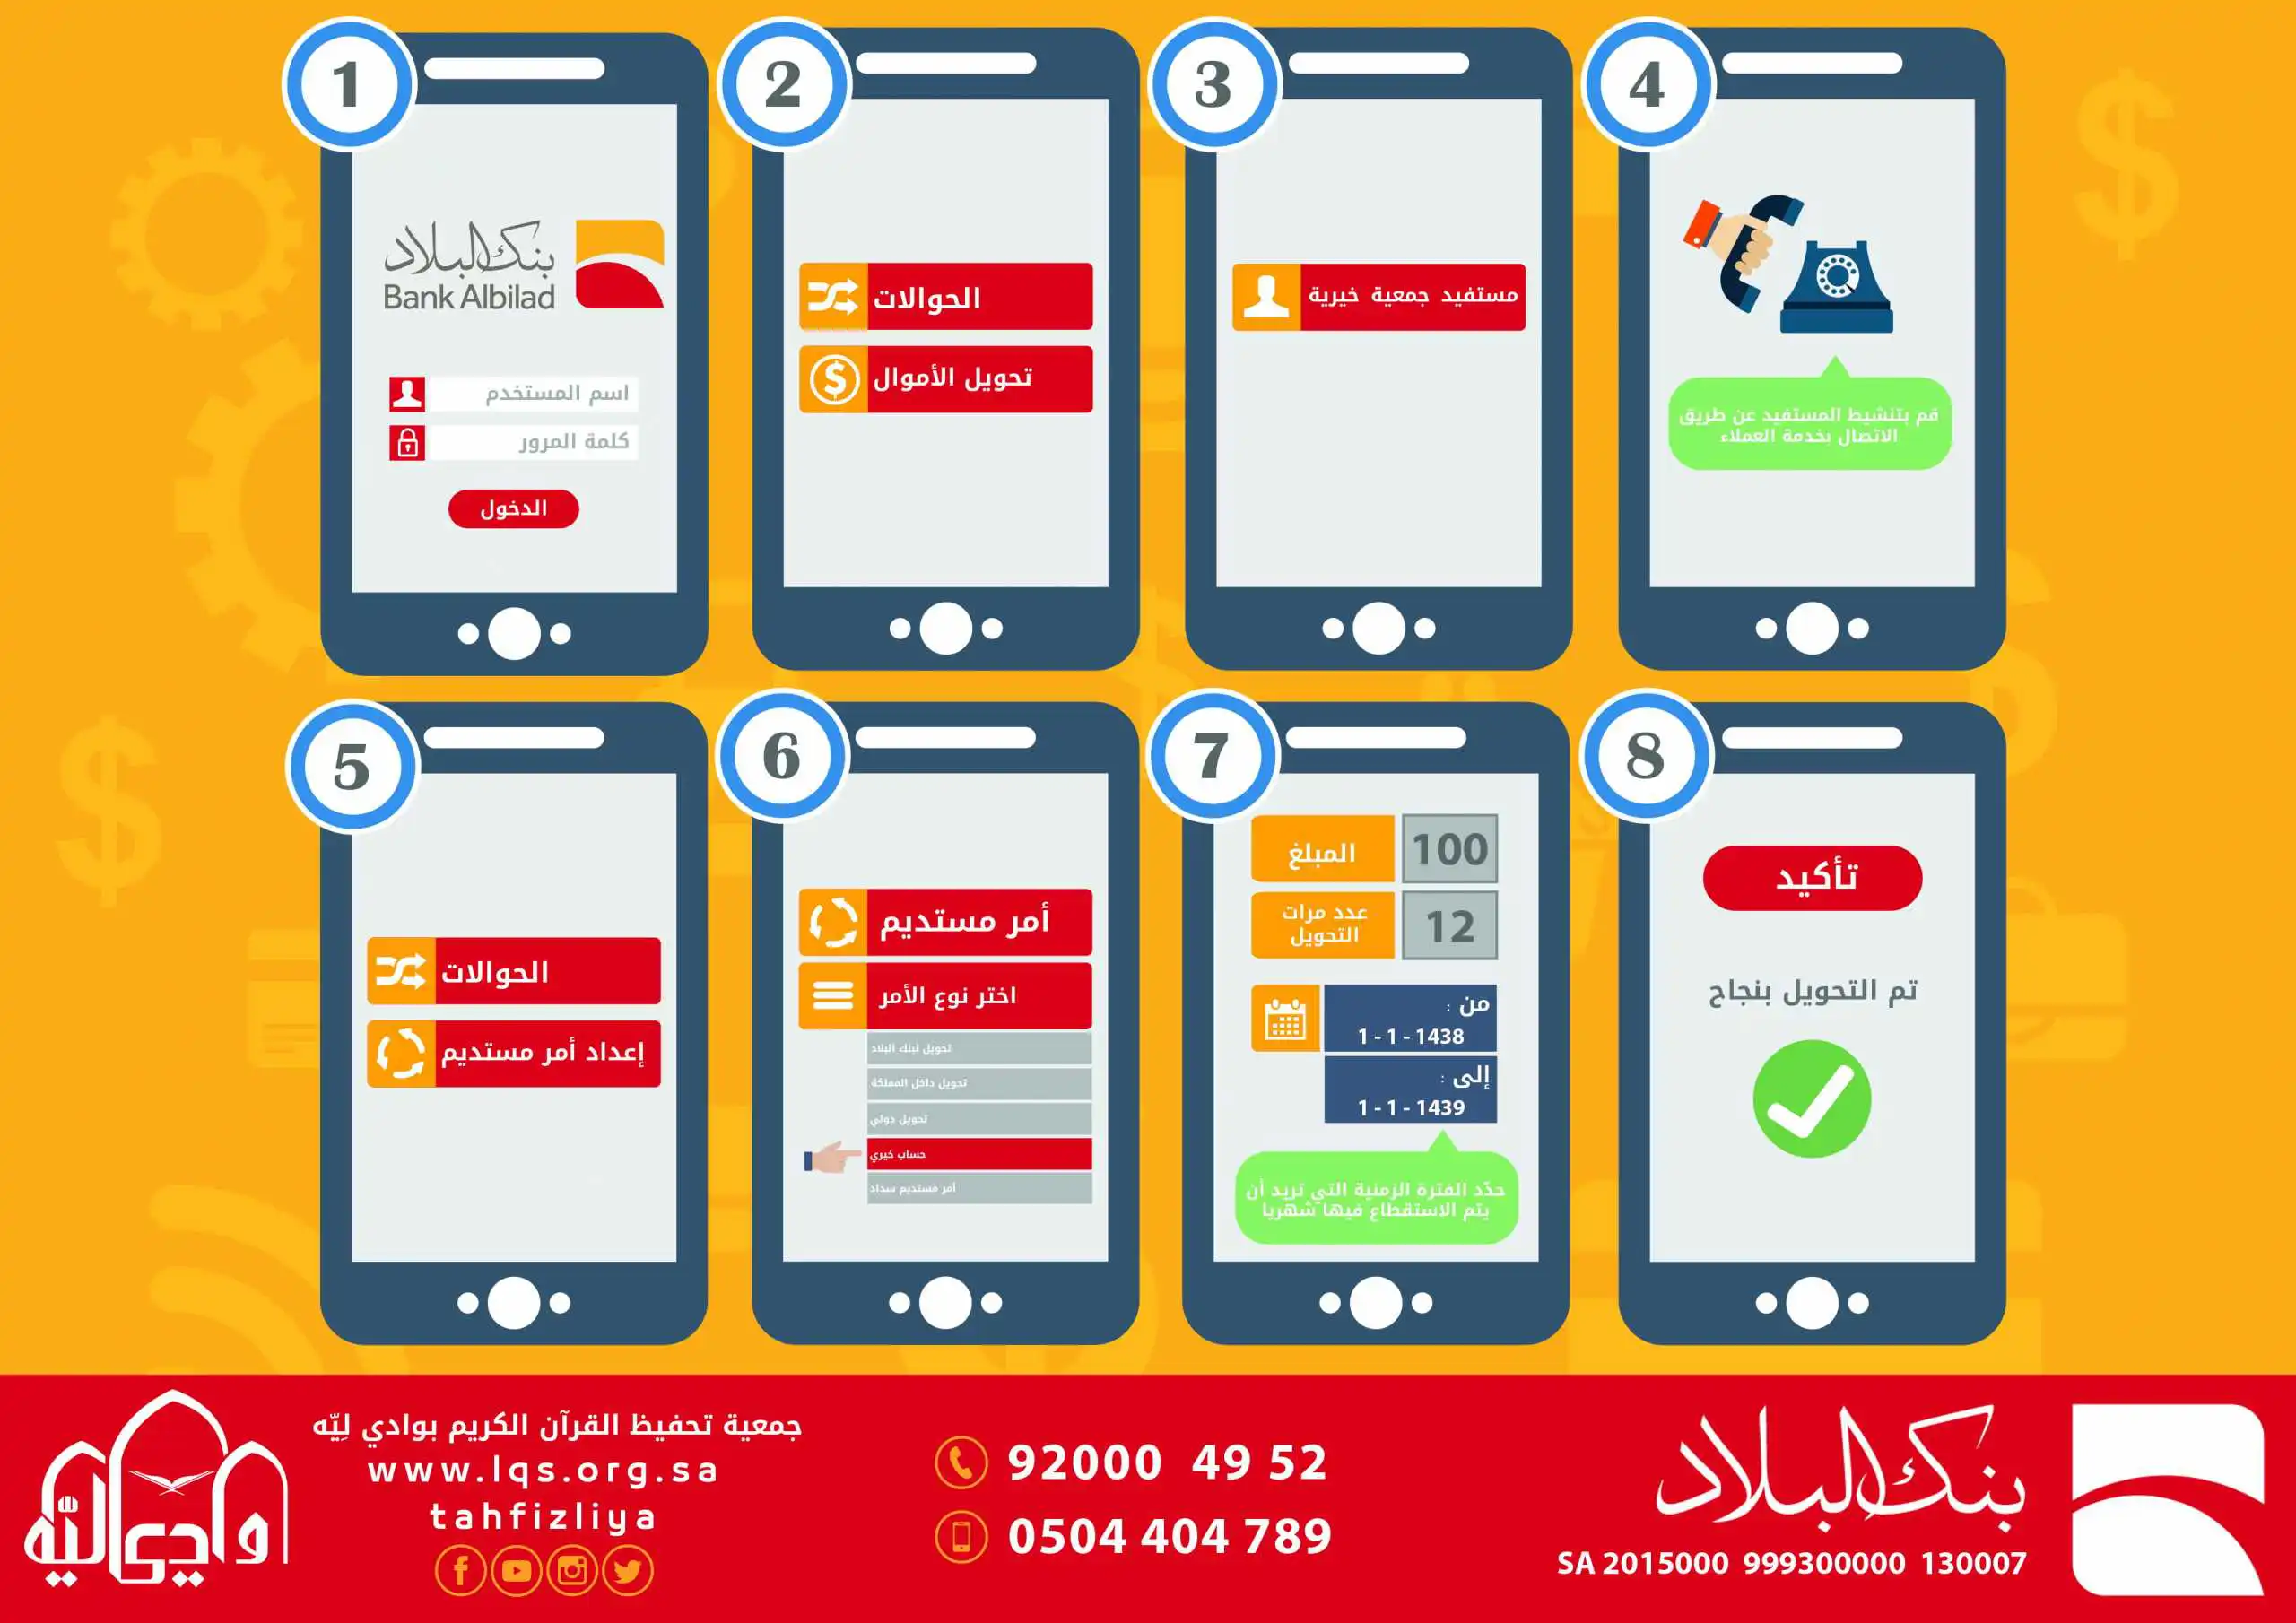 1
بنك البلاد
Bank Albilad
اسم المستخدم
كلمة المرور
الدخول
2
الحوالات
تحويل الأموال
3
مستفيد جمعية خيرية
4
قم بتنشيط المستفيد عن طريق
الاتصال بخدمة العملاء
5
الحوالات
إعداد أمر مستديم
6
أمر مستديم
اختر نوع الأمر
تحويل لبنك البلاد
تحويل داخل المملكة
تحويل دولي
حساب خيري
أمر مستديم سداد
7
المبلغ 100
عدد مرات
التحويل
12
من :
1 - 1 - 1438
إلى :
1 - 1 - 1439
حدّد الفترة الزمنية التي تريد أن
يتم الاستقطاع فيها شهريا
8
تأكيد
تم التحويل بنجاح
وادي ليّه
جمعية تحفيظ القرآن الكريم بوادي لِيّه
www.lqs.org.sa
tahfizliya
92000 49 52
0504 404 789
بنك البلاد
SA 2015000 999300000 130007